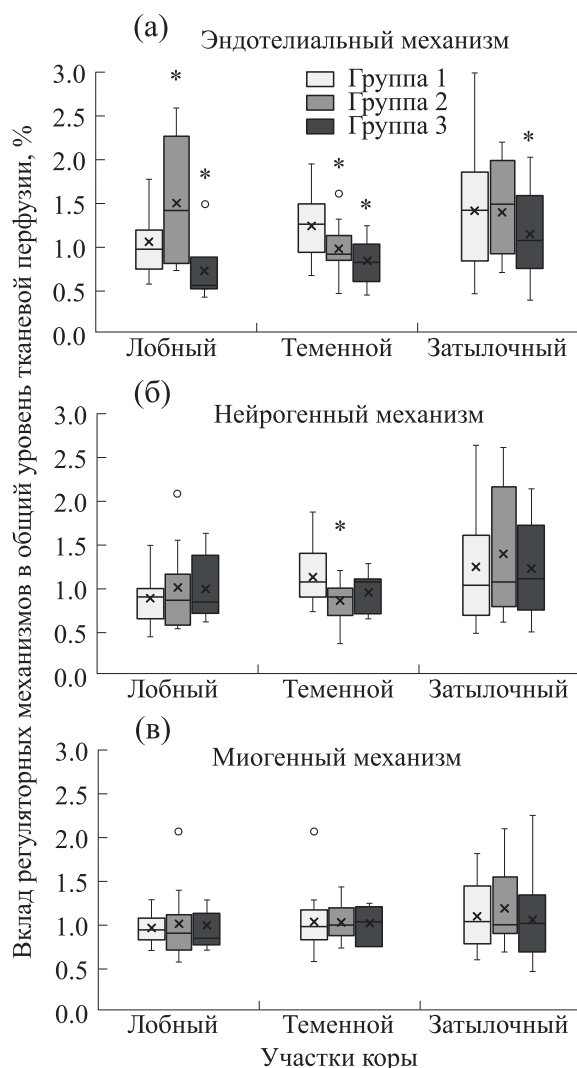 Вклад регуляторных механизмов в общий уровень тканевой перфузии, %
(а)
Эндотелиальный механизм
3.0
2.5
2.0
1.5
1.0
0.5
0.0
Группа 1
Группа 2
Группа 3
*
*
*
*
*
Лобный Теменной Затылочный
(б)
Нейрогенный механизм
3.0
2.5
2.0
1.5
1.0
0.5
0.0
*
Лобный Теменной Затылочный
(в)
Миогенный механизм
3.0
2.5
2.0
1.5
1.0
0.5
0.0
Лобный Теменной Затылочный
Участки коры